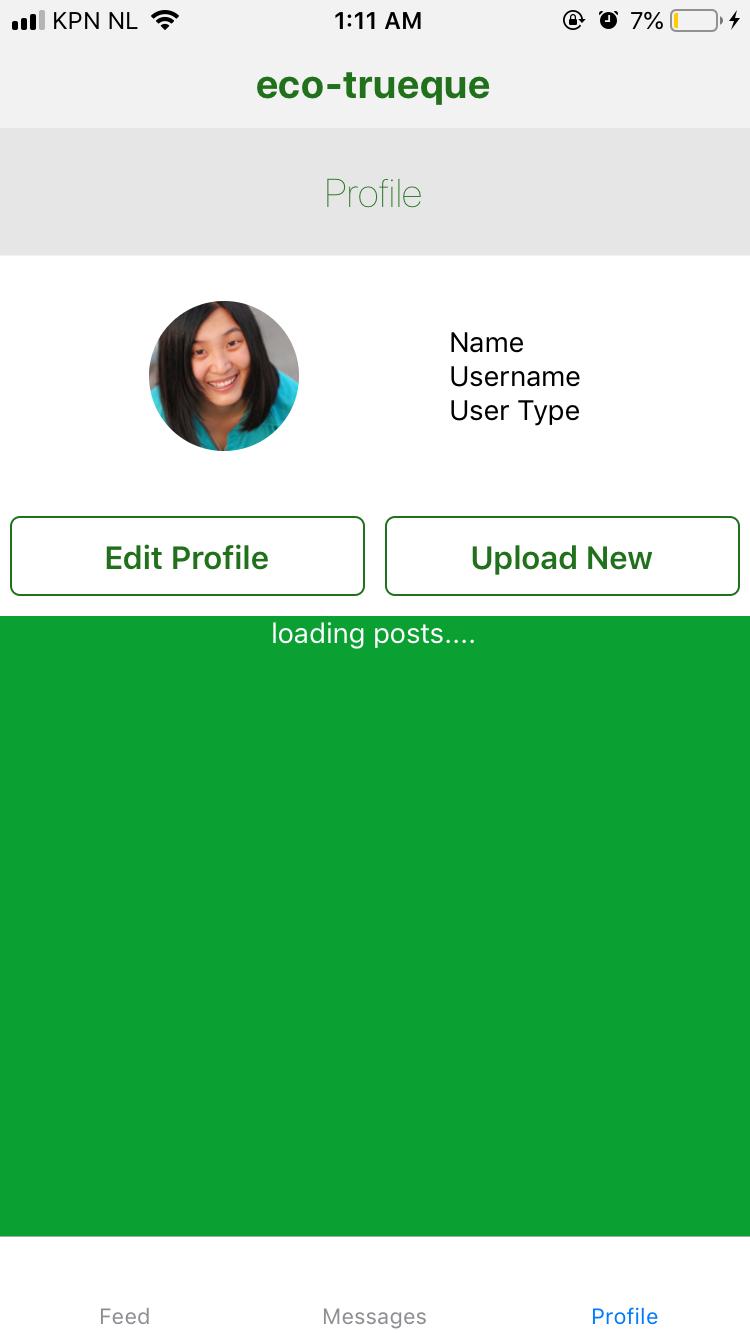 KPN NL 1:11 AM 7%
eco-trueque
Profile
Name
Username
User Type
Edit Profile Upload New
loading posts....
Feed Messages Profile